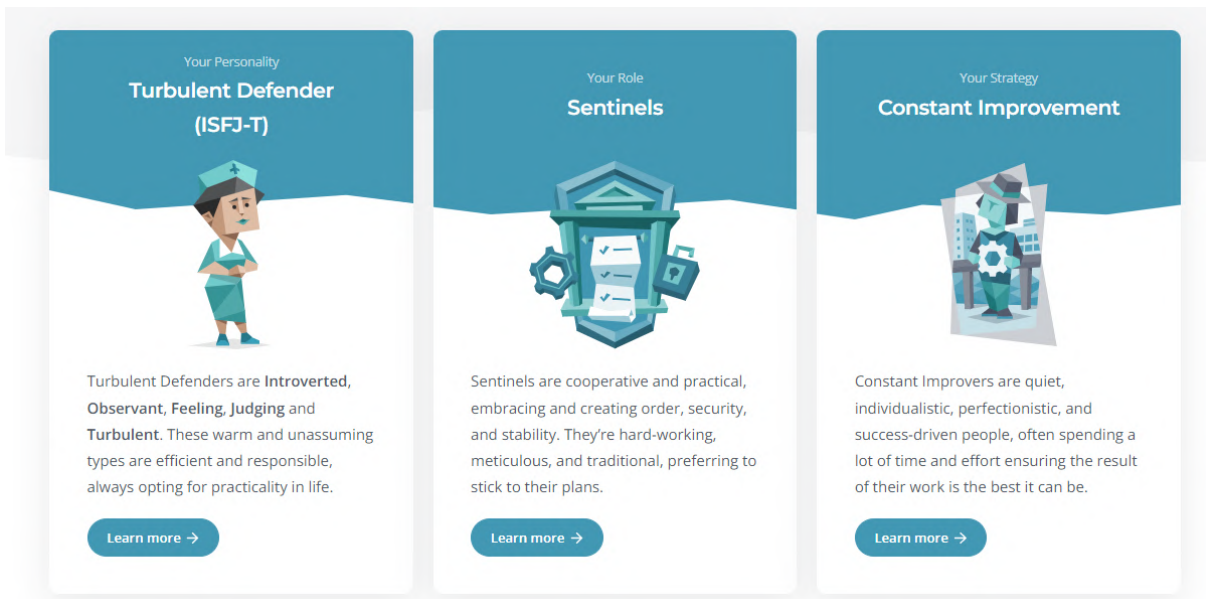 Your Personality
Turbulent Defender
(ISFJ-T)
Turbulent Defenders are Introverted,
Observant, Feeling, Judging and
Turbulent. These warm and unassuming
types are efficient and responsible,
always opting for practicality in life.
Learn more →
Your Role
Sentinels
Sentinels are cooperative and practical,
embracing and creating order, security,
and stability. They’re hard-working,
meticulous, and traditional, preferring to
stick to their plans.
Learn more →
Your Strategy
Constant Improvement
Constant Improvers are quiet,
individualistic, perfectionistic, and
success-driven people, often spending a
lot of time and effort ensuring the result
of their work is the best it can be.
Learn more →